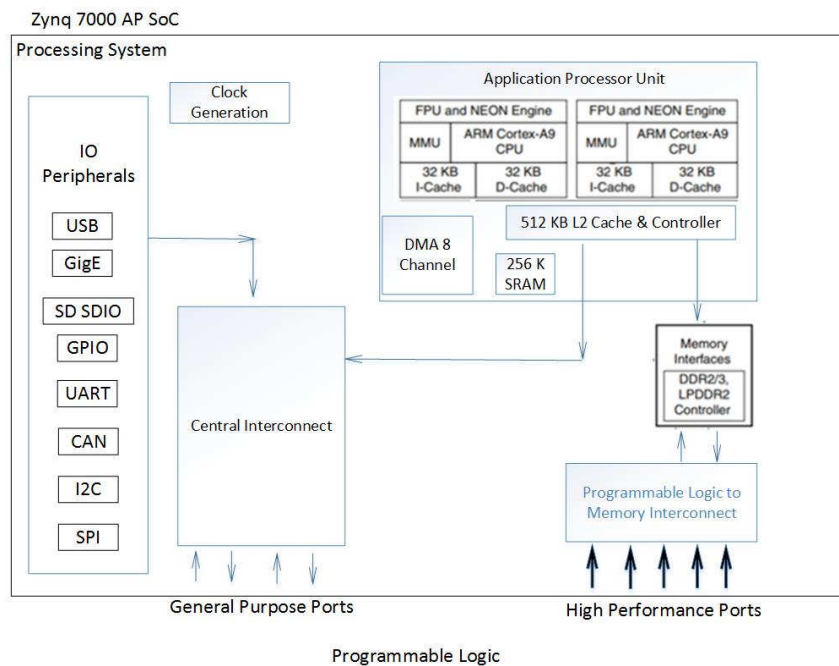 Zynq 7000 AP SoC
Processing System
IO
Peripherals
USB
GigE
SD SDIO
GPIO
UART
CAN
I2C
SPI
Clock
Generation
Central Interconnect
General Purpose Ports
Application Processor Unit
FPU and NEON Engine
MMU
ARM Cortex-A9
CPU
32 KB
I-Cache
32 KB
D-Cache
FPU and NEON Engine
MMU
ARM Cortex-A9
CPU
32 KB
I-Cache
32 KB
D-Cache
512 KB L2 Cache & Controller
DMA 8
Channel
256 K
SRAM
Memory
Interfaces
DDR2/3,
LPDDR2
Controller
Programmable Logic to
Memory Interconnect
High Performance Ports
Programmable Logic